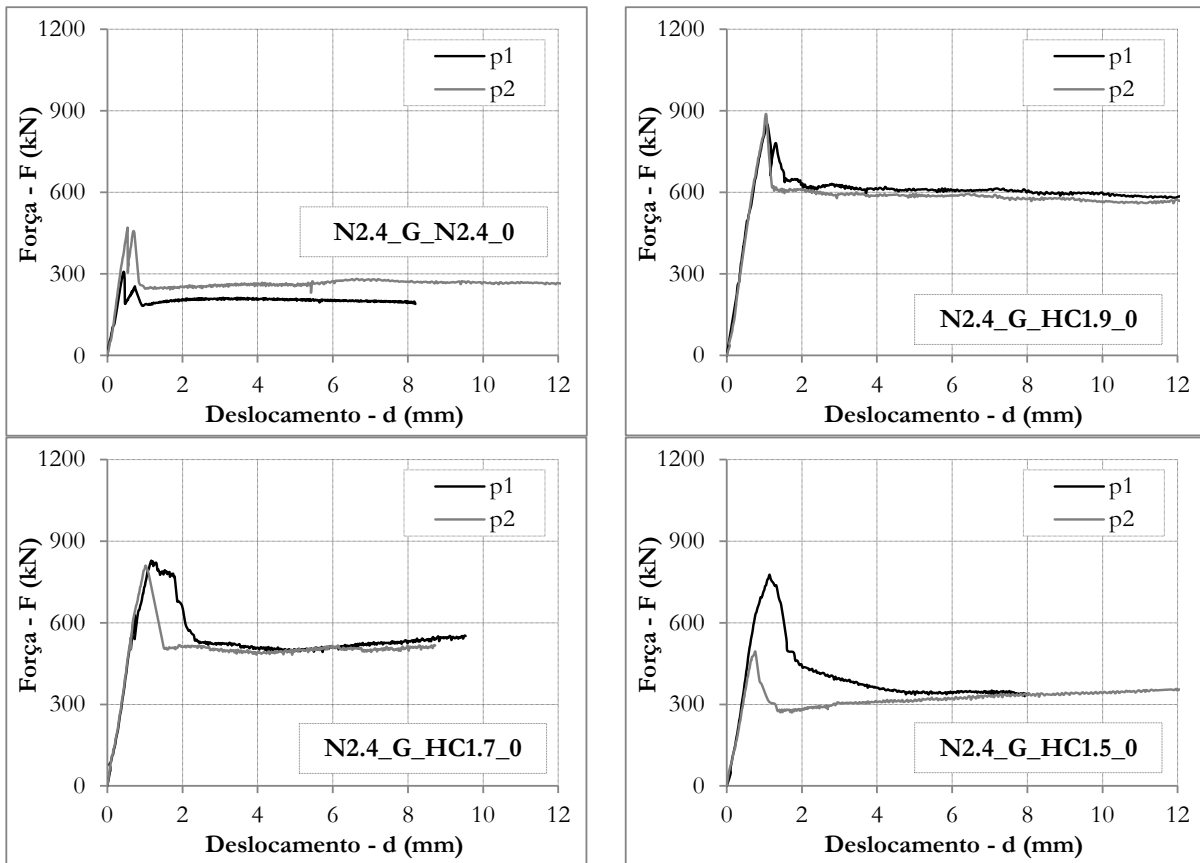 1200
900
600
300
0
Força - F (kN)
p1
p2
N2.4_G_N2.4_0
0 2 4 6 8 10 12
Deslocamento - d (mm)
1200
900
600
300
0
Força - F (kN)
p1
p2
N2.4_G_HC1.9_0
0 2 4 6 8 10 12
Deslocamento - d (mm)
1200
900
600
300
0
Força - F (kN)
p1
p2
N2.4_G_HC1.7_0
0 2 4 6 8 10 12
Deslocamento - d (mm)
1200
900
600
300
0
Força - F (kN)
p1
p2
N2.4_G_HC1.5_0
0 2 4 6 8 10 12
Deslocamento - d (mm)